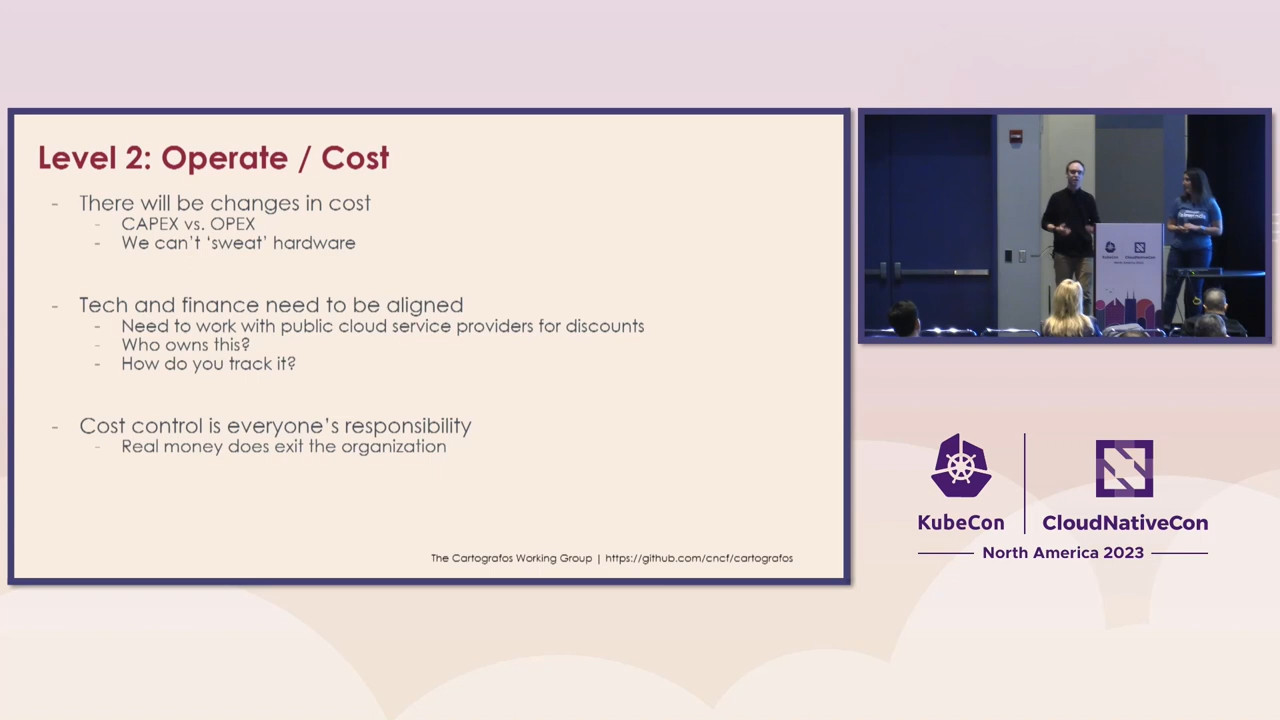 Level 2: Operate / Cost
- There will be changes in cost
- CAPEX vs. OPEX
- We can't 'sweat' hardware
- Tech and finance need to be aligned
- Need to work with public cloud service providers for discounts
- Who owns this?
- How do you track it?
- Cost control is everyone's responsibility
- Real money does exit the organization
The Cartografos Working Group | https://github.com/cncf/cartografos
KubeCon
CloudNativeCon
KubeCon
CloudNativeCon
North America 2023